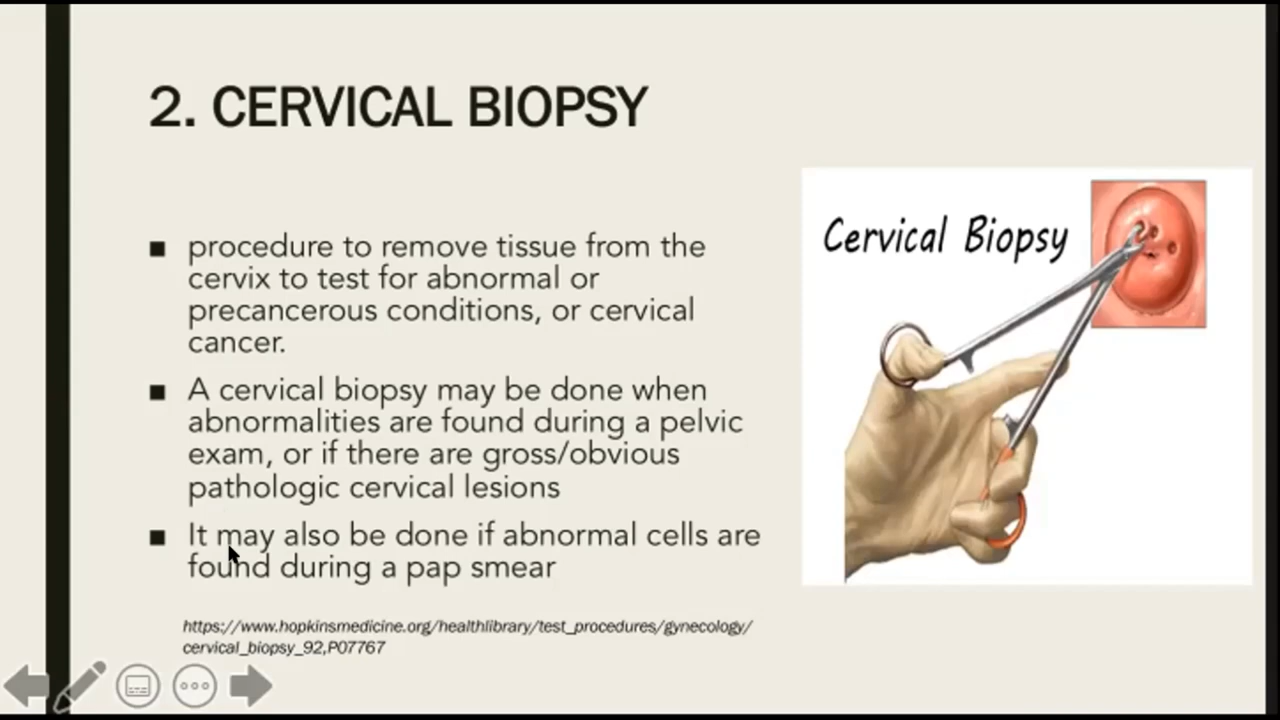 2. CERVICAL BIOPSY
■ procedure to remove tissue from the
cervix to test for abnormal or
precancerous conditions, or cervical
cancer.
■ A cervical biopsy may be done when
abnormalities are found during a pelvic
exam, or if there are gross/obvious
pathologic cervical lesions
■ It may also be done if abnormal cells are
found during a pap smear
https://www.hopkinsmedicine.org/healthlibrary/test_procedures/gynecology/
cervical_biopsy_92,P07767
Cervical Biopsy